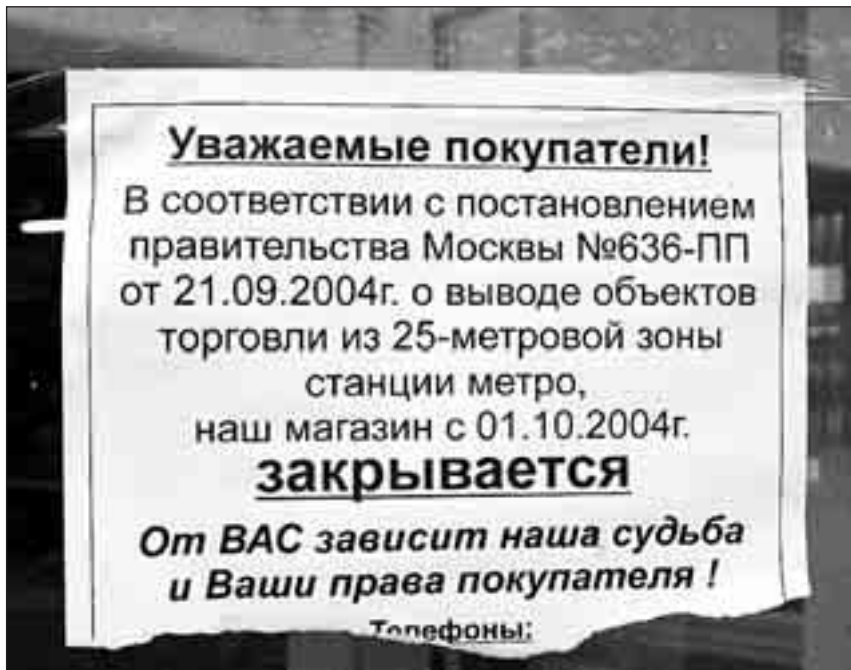 Уважаемые покупатели!
В соответствии с постановлением
правительства Москвы №636-ПП
от 21.09.2004г. о выводе объектов
торговли из 25-метровой зоны
станции метро,
наш магазин с 01.10.2004г.
закрывается
От ВАС зависит наша судьба
и Ваши права покупателя !
Телефоны: